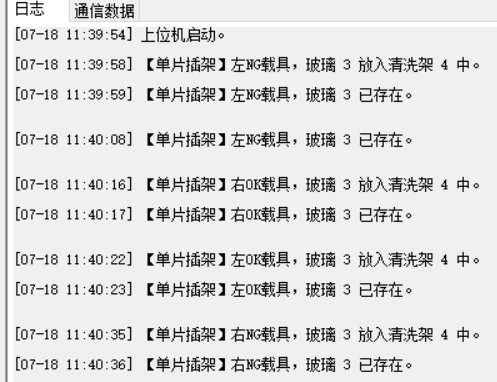 日志 通信数据
[07-18 11:39:54] 上位机启动。
[07-18 11:39:58] 【单片插架】左NG载具，玻璃 3 放入清洗架 4 中。
[07-18 11:39:59] 【单片插架】左NG载具，玻璃 3 已存在。
[07-18 11:40:08] 【单片插架】左NG载具，玻璃 3 已存在。
[07-18 11:40:16] 【单片插架】右OK载具，玻璃 3 放入清洗架 4 中。
[07-18 11:40:17] 【单片插架】右OK载具，玻璃 3 已存在。
[07-18 11:40:22] 【单片插架】左OK载具，玻璃 3 放入清洗架 4 中。
[07-18 11:40:23] 【单片插架】左OK载具，玻璃 3 已存在。
[07-18 11:40:35] 【单片插架】右NG载具，玻璃 3 放入清洗架 4 中。
[07-18 11:40:36] 【单片插架】右NG载具，玻璃 3 已存在。